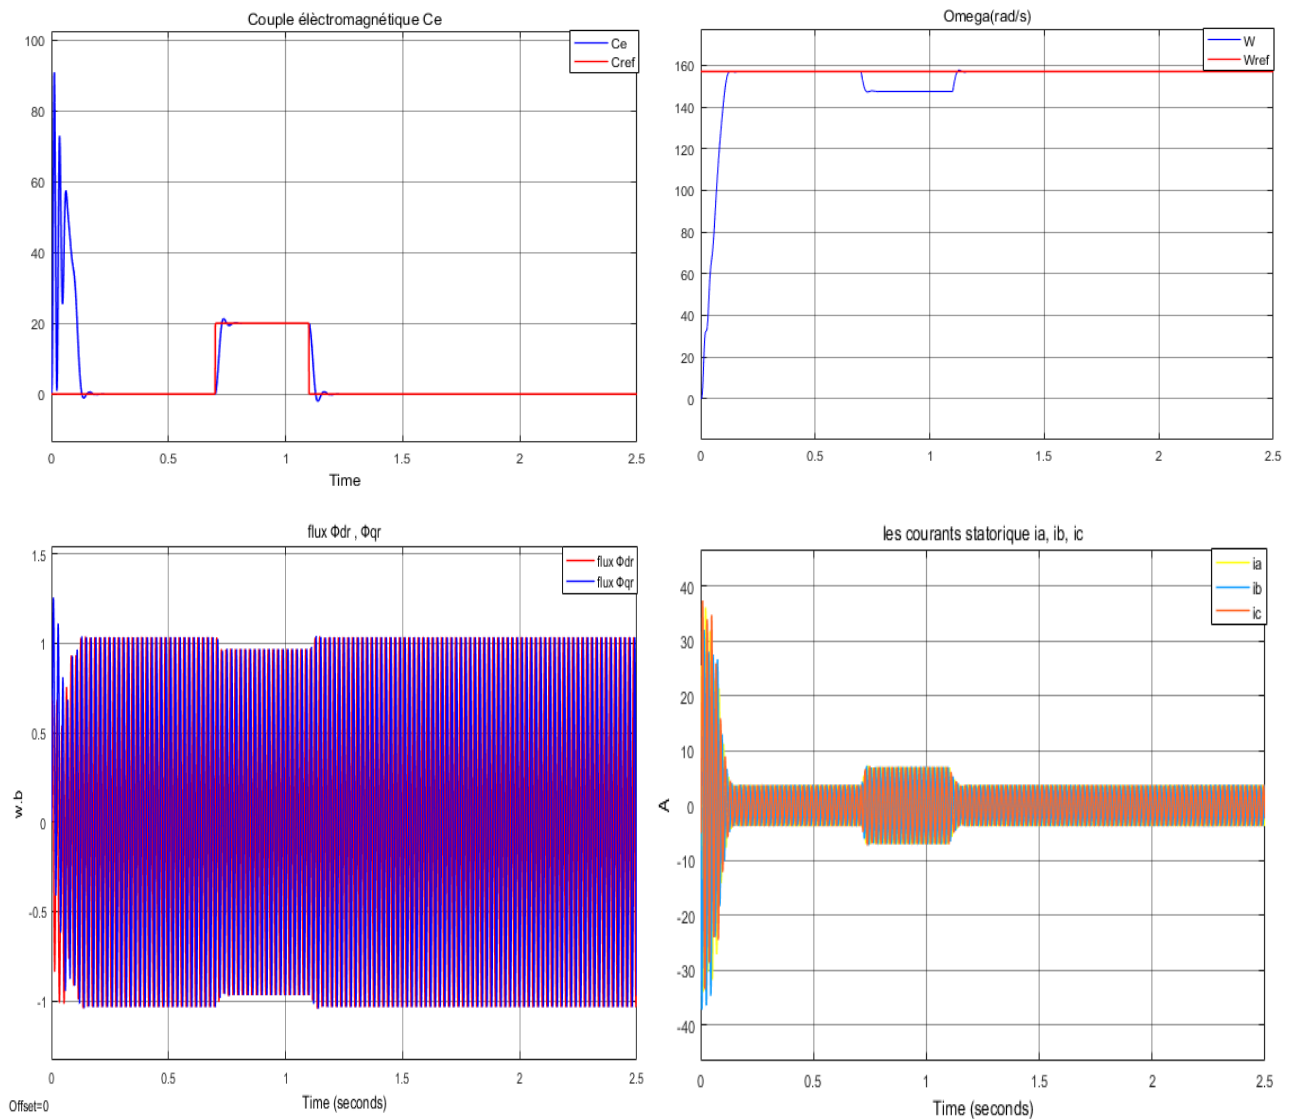 Couple élèctromagnétique Ce
100
80
60
40
20
0
Ce
Cref
0 0.5 1 1.5 2 2.5
Time
Omega(rad/s)
160
140
120
100
80
60
40
20
0
W
Wref
0 0.5 1 1.5 2 2.5
flux Φdr , Φqr
1.5
1
0.5
0
-0.5
-1
w.b
flux Φdr
flux Φqr
0 0.5 1 1.5 2 2.5
Time (seconds)
Offset=0
les courants statorique ia, ib, ic
40
30
20
10
0
-10
-20
-30
-40
A
ia
ib
ic
0 0.5 1 1.5 2 2.5
Time (seconds)